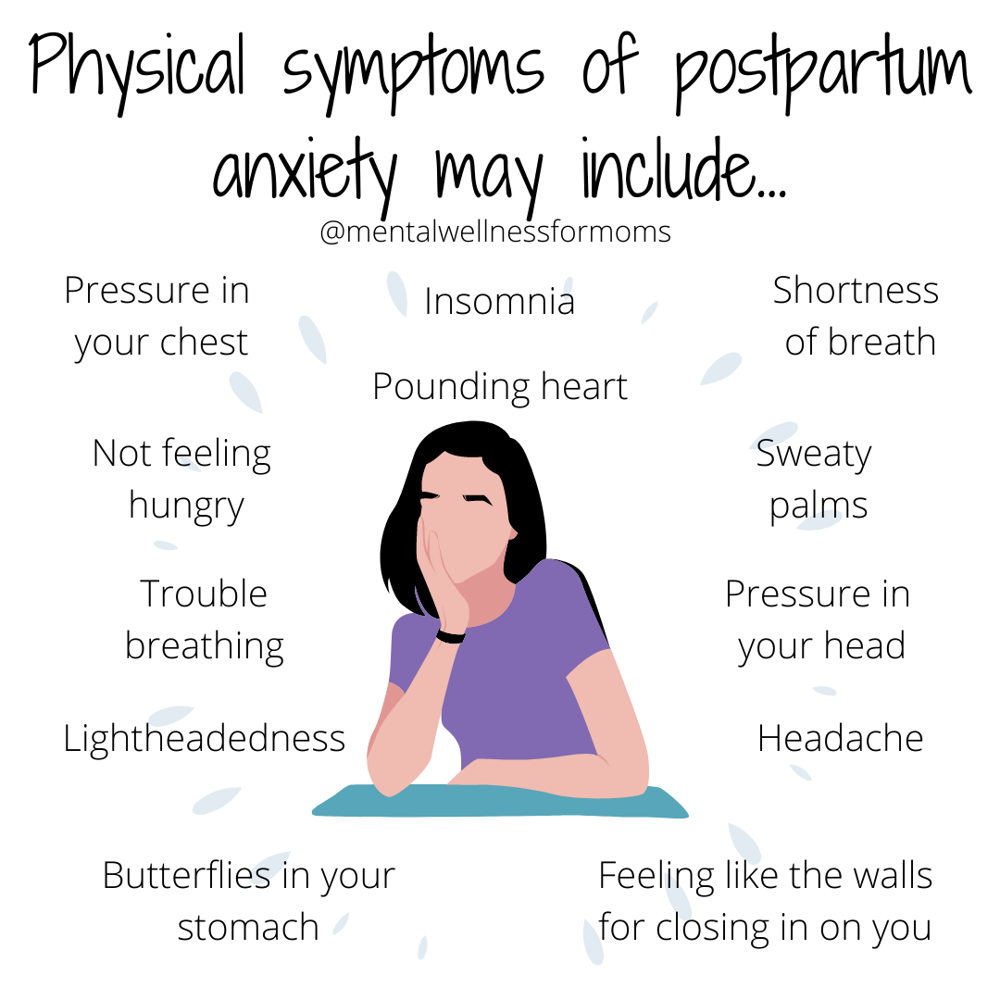 Physical symptoms of postpartum
anxiety may include...
@mentalwellnessformoms
Pressure in
your chest
Insomnia
Shortness
of breath
Pounding heart
Not feeling
hungry
Sweaty
palms
Trouble
breathing
Pressure in
your head
Lightheadedness
Headache
Butterflies in your
stomach
Feeling like the walls
for closing in on you